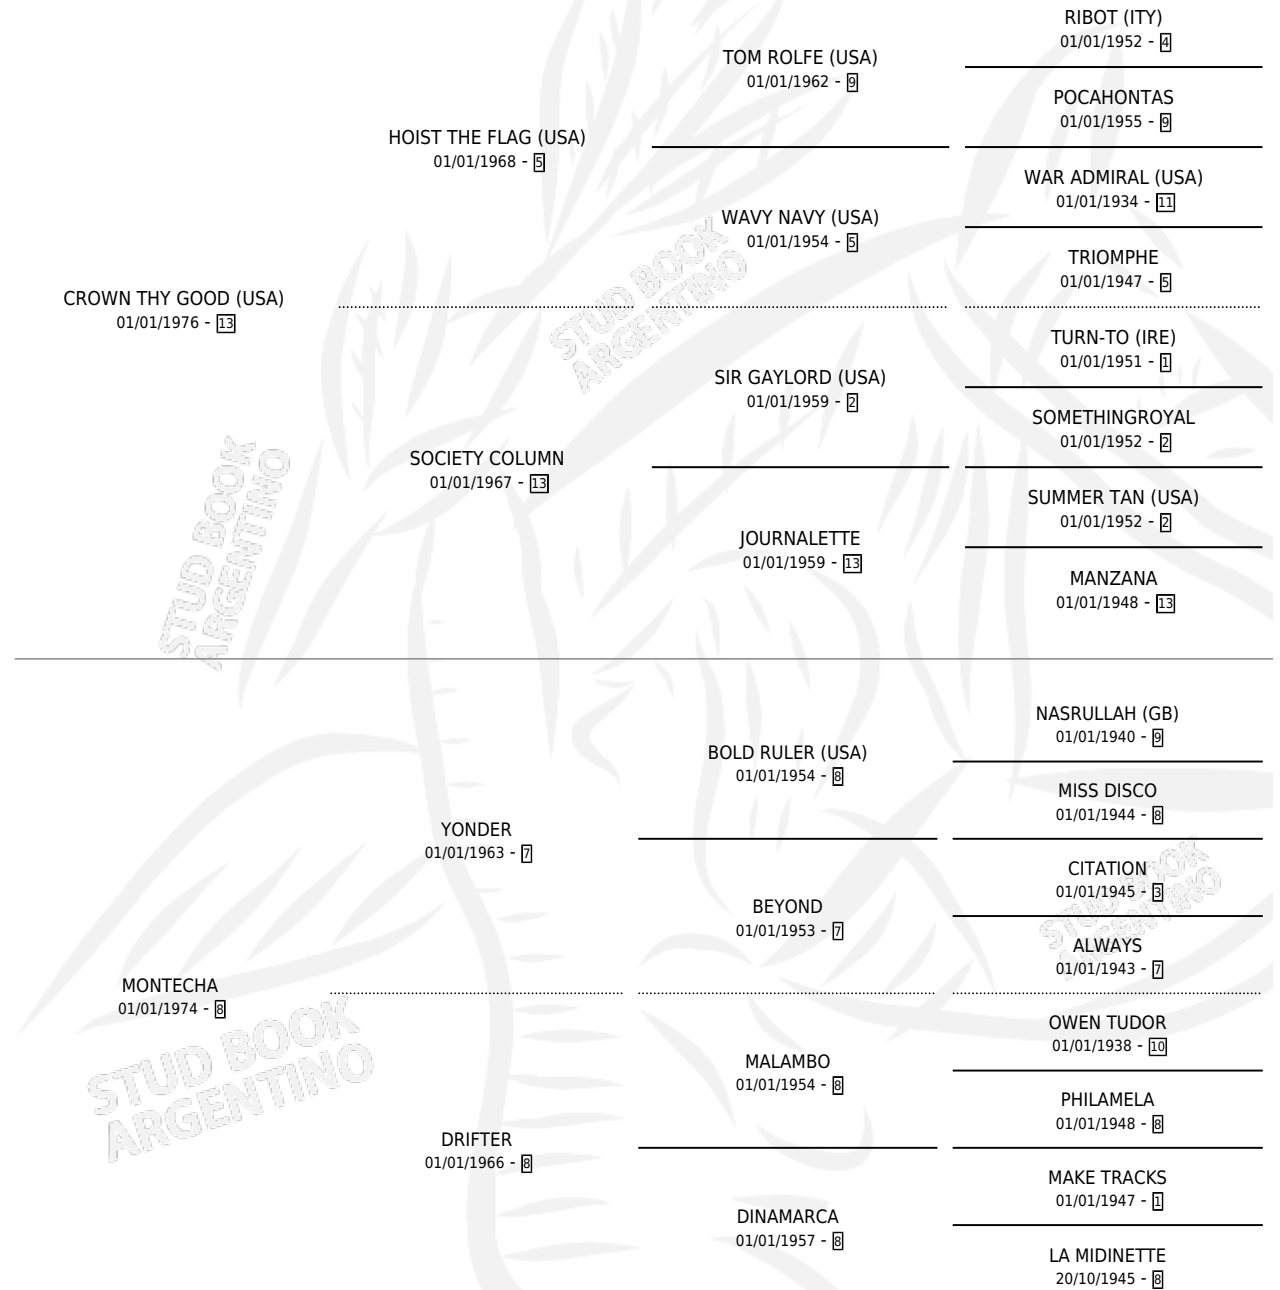 RIBOT (ITY)
01/01/1952 - 4
TOM ROLFE (USA)
01/01/1962 - 9
POCAHONTAS
01/01/1955 - 9
HOIST THE FLAG (USA)
01/01/1968 - 5
WAR ADMIRAL (USA)
01/01/1934 - 11
WAVY NAVY (USA)
01/01/1954 - 5
TRIOMPHE
01/01/1947 - 5
CROWN THY GOOD (USA)
01/01/1976 - 13
TURN-TO (IRE)
01/01/1951 - 1
SIR GAYLORD (USA)
01/01/1959 - 2
SOMETHINGROYAL
01/01/1952 - 2
SOCIETY COLUMN
01/01/1967 - 13
SUMMER TAN (USA)
01/01/1952 - 2
JOURNALETTE
01/01/1959 - 13
MANZANA
01/01/1948 - 13
NASRULLAH (GB)
01/01/1940 - 9
BOLD RULER (USA)
01/01/1954 - 8
MISS DISCO
01/01/1944 - 8
YONDER
01/01/1963 - 7
CITATION
01/01/1945 - 3
BEYOND
01/01/1953 - 7
ALWAYS
01/01/1943 - 7
MONTECHA
01/01/1974 - 8
OWEN TUDOR
01/01/1938 - 10
MALAMBO
01/01/1954 - 8
PHILAMELA
01/01/1948 - 8
DRIFTER
01/01/1966 - 8
MAKE TRACKS
01/01/1947 - 1
DINAMARCA
01/01/1957 - 8
LA MIDINETTE
20/10/1945 - 8
STUD BOOK
ARGENTINO
STUD BOOK
ARGENTINO
STUD BOOK
ARGENTINO
STUD BOOK
ARGENTINO